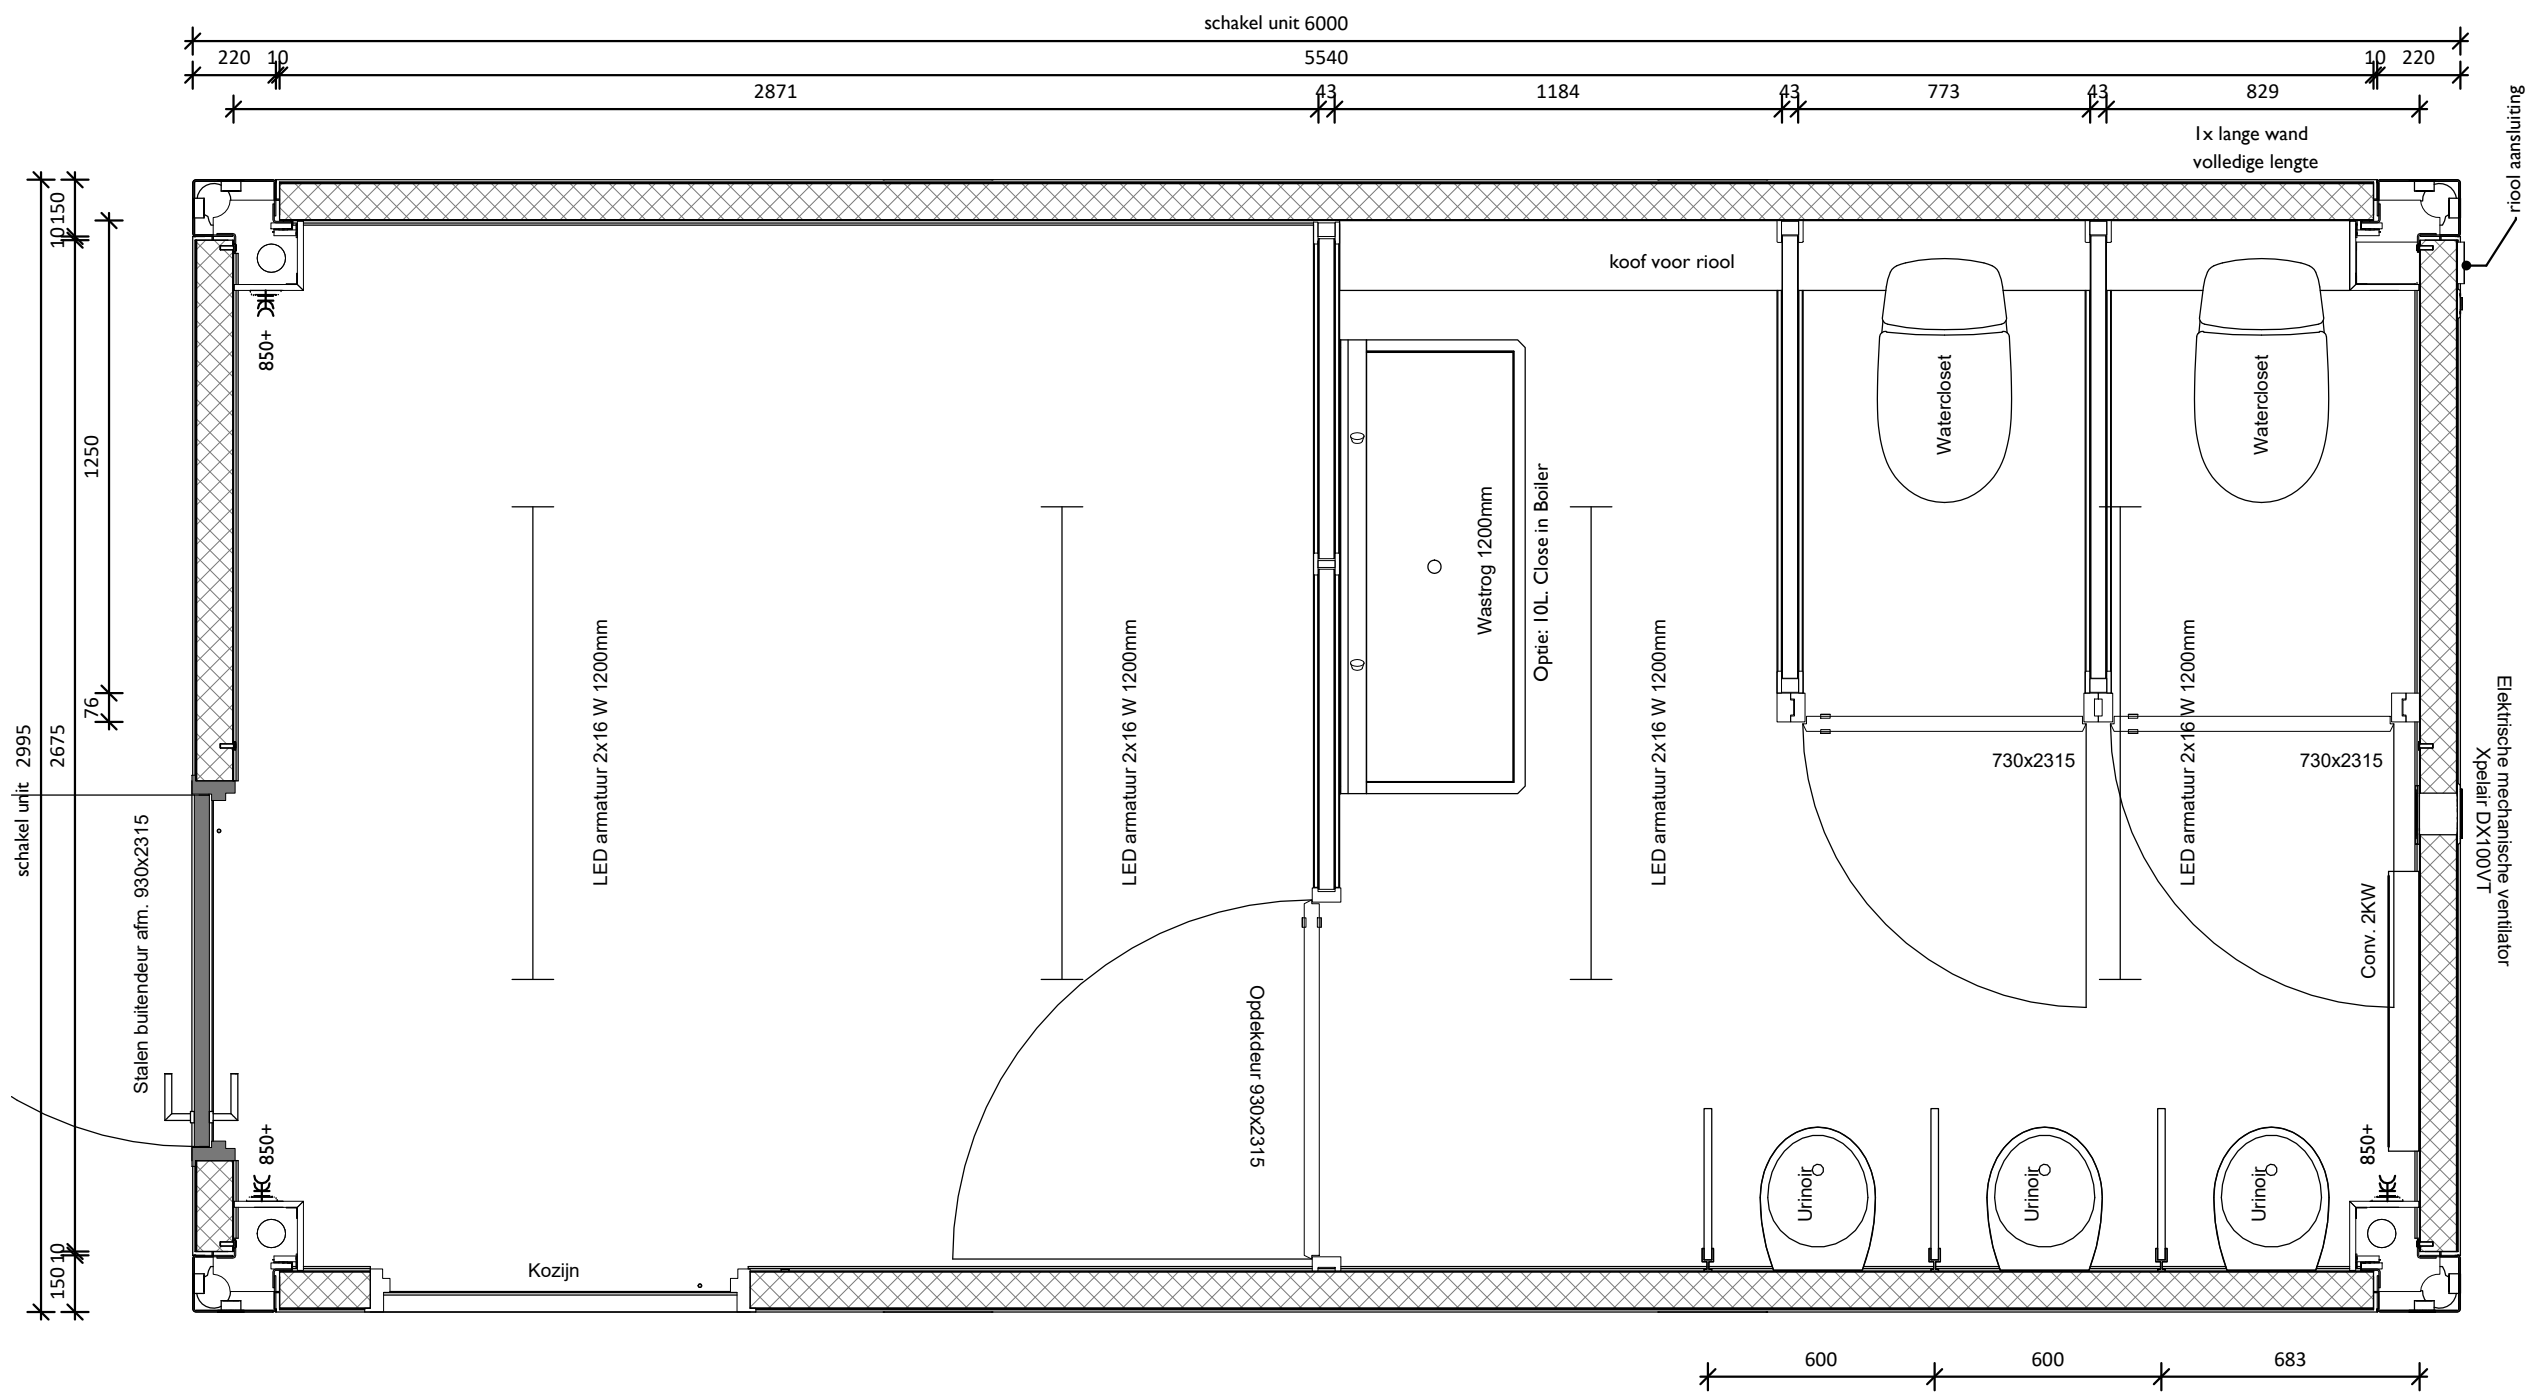 schakel unit 6000
220 10 5540 10 220
2871 43 1184 43 773 43 829
1x lange wand
volledige lengte
riool aansluiting
10 150
koof voor riool
850+
Watercloset
Watercloset
1250
76
schakel unit 2995
2675
Wastrog 1200mm
Optie: 10L. Close in Boiler
LED armatuur 2x16 W 1200mm
LED armatuur 2x16 W 1200mm
LED armatuur 2x16 W 1200mm
LED armatuur 2x16 W 1200mm
730x2315
730x2315
Elektrische mechanische ventilator
Xpelair DX100VT
Stalen buitendeur afm. 930x2315
Conv. 2KW
Opdekdeur 930x2315
850+
850+
Urinoir
Urinoir
Urinoir
150 10
Kozijn
600 600 683